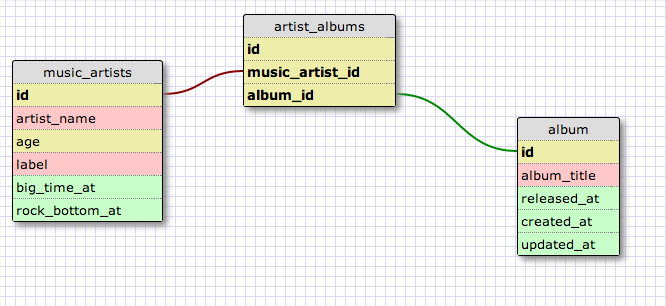 artist_albums
id
music_artist_id
album_id
music_artists
id
artist_name
age
label
big_time_at
rock_bottom_at
album
id
album_title
released_at
created_at
updated_at